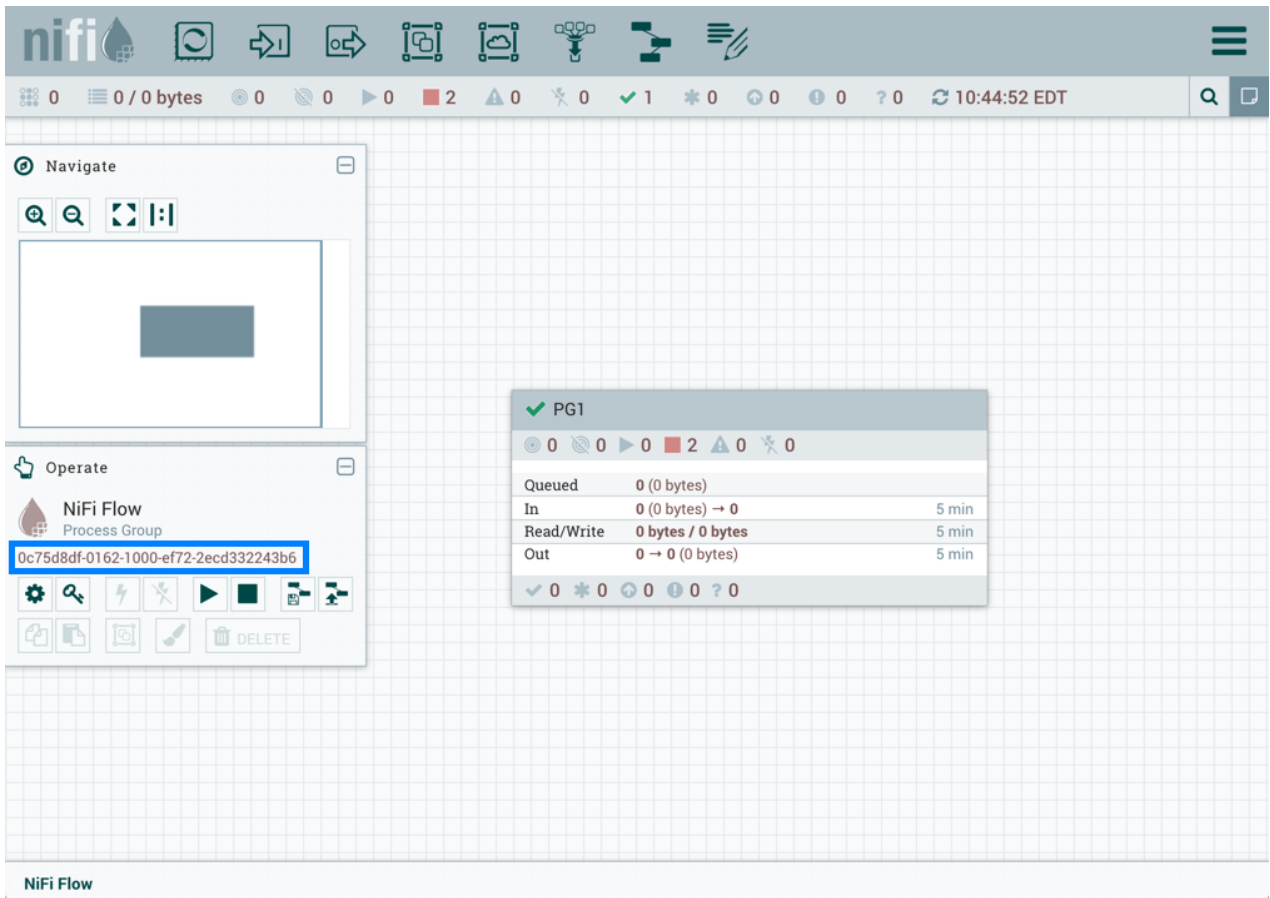 nifi
0 0 / 0 bytes 0 0 0 2 0 0 1 0 0 0 ? 0 10:44:52 EDT
Navigate
Operate
NiFi Flow
Process Group
0c75d8df-0162-1000-ef72-2ecd332243b6
DELETE
PG1
0 0 0 2 0 0
Queued 0 (0 bytes)
In 0 (0 bytes) → 0 5 min
Read/Write 0 bytes / 0 bytes 5 min
Out 0 → 0 (0 bytes) 5 min
0 0 0 0 ? 0
NiFi Flow